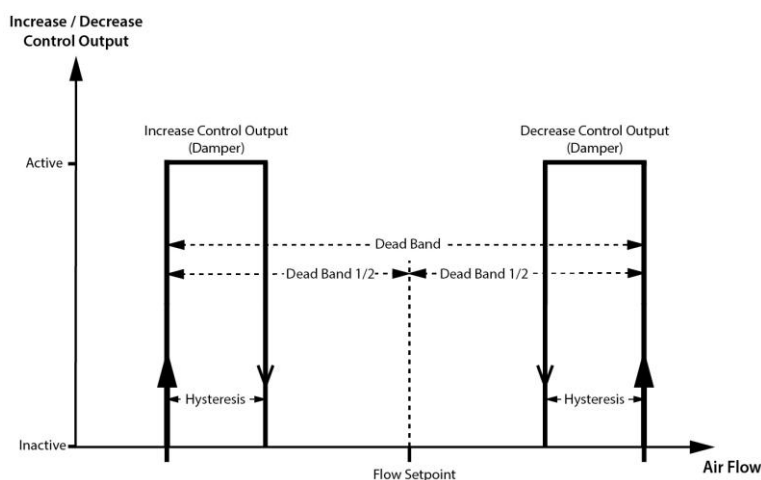 Increase / Decrease
Control Output
Increase Control Output
(Damper)
Decrease Control Output
(Damper)
Active
Dead Band
Dead Band 1/2
Dead Band 1/2
Hysteresis
Hysteresis
Inactive
Flow Setpoint
Air Flow